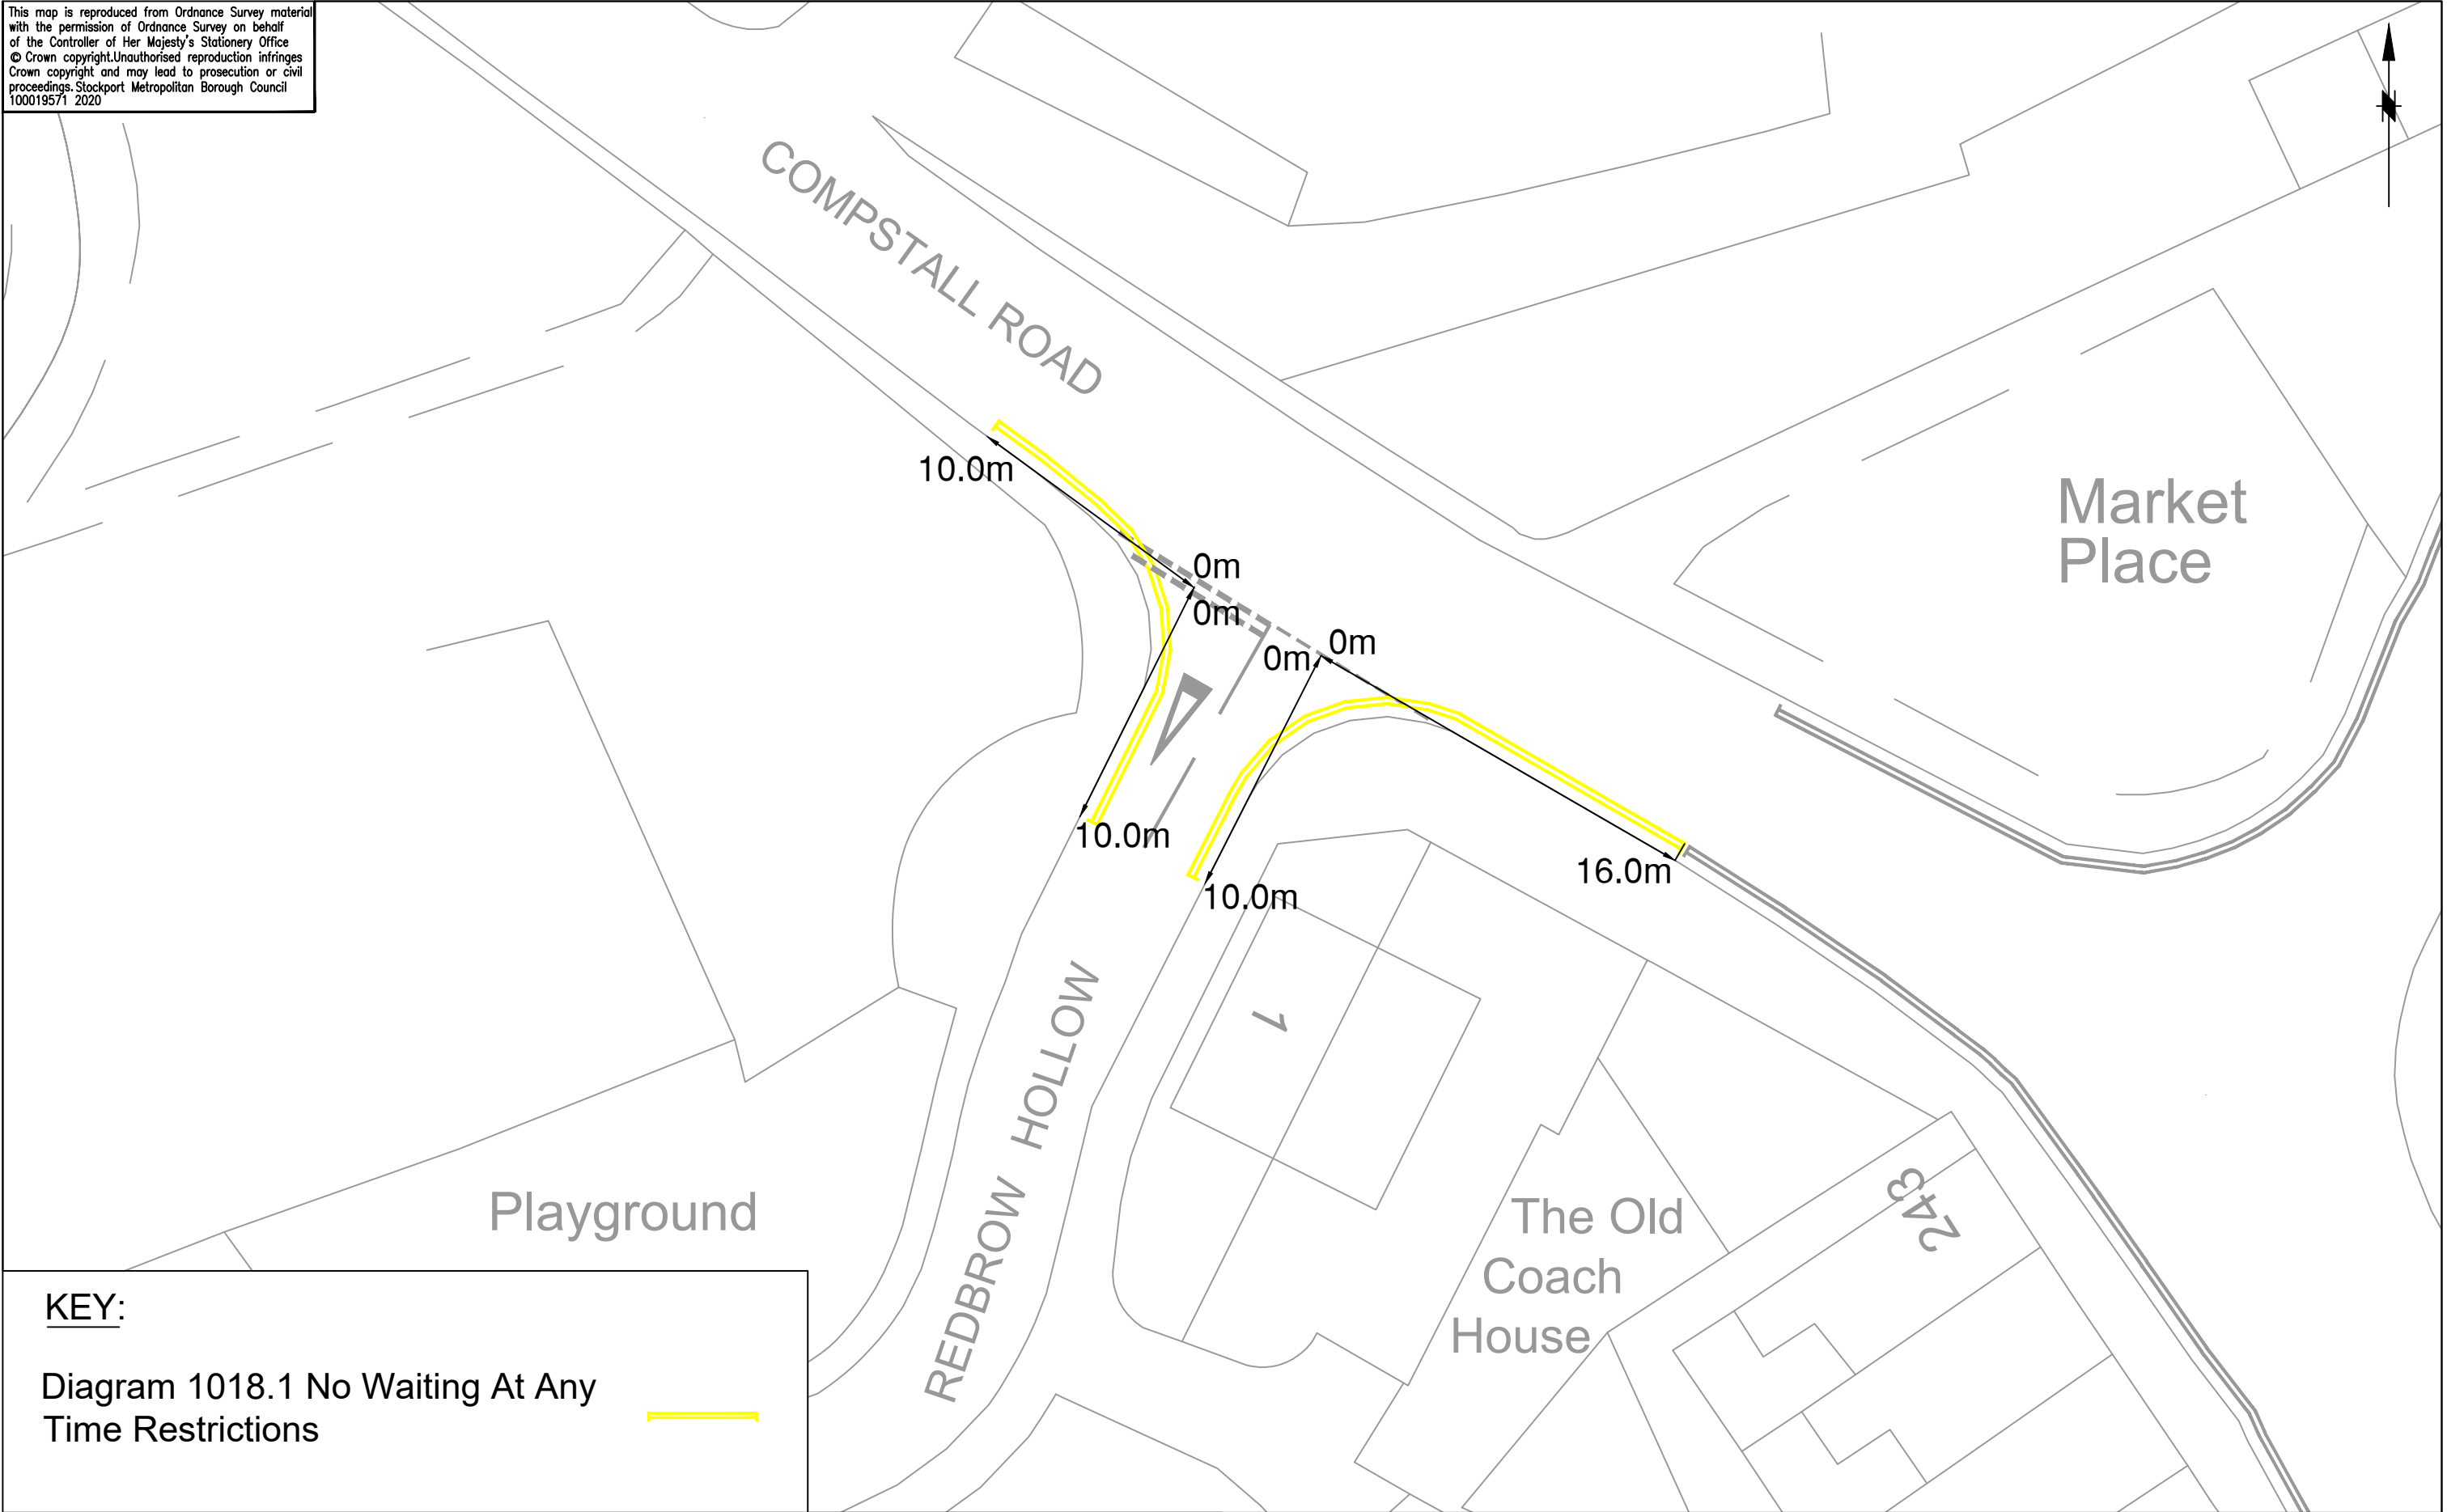 This map is reproduced from Ordnance Survey material
with the permission of Ordnance Survey on behalf
of the Controller of Her Majesty's Stationery Office
© Crown copyright.Unauthorised reproduction infringes
Crown copyright and may lead to prosecution or civil
proceedings. Stockport Metropolitan Borough Council
100019571 2020
COMPSTALL ROAD
10.0m
0m
0m
0m
0m
Market
Place
10.0m
10.0m
16.0m
1
REDBROW HOLLOW
Playground
The Old
Coach
House
243
KEY:
Diagram 1018.1 No Waiting At Any
Time Restrictions